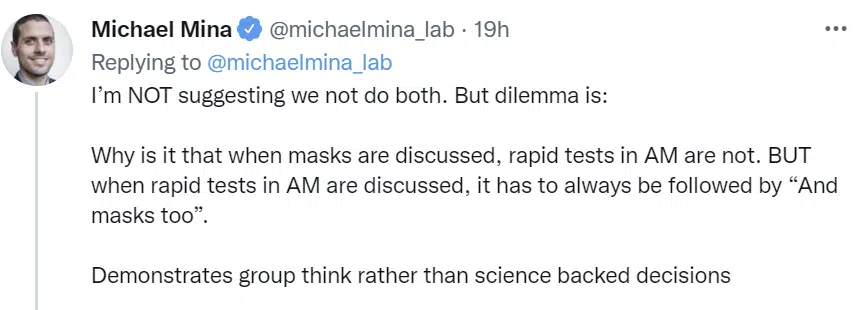 Michael Mina @michaelmina_lab · 19h
Replying to @michaelmina_lab
I’m NOT suggesting we not do both. But dilemma is:
Why is it that when masks are discussed, rapid tests in AM are not. BUT
when rapid tests in AM are discussed, it has to always be followed by “And
masks too”.
Demonstrates group think rather than science backed decisions